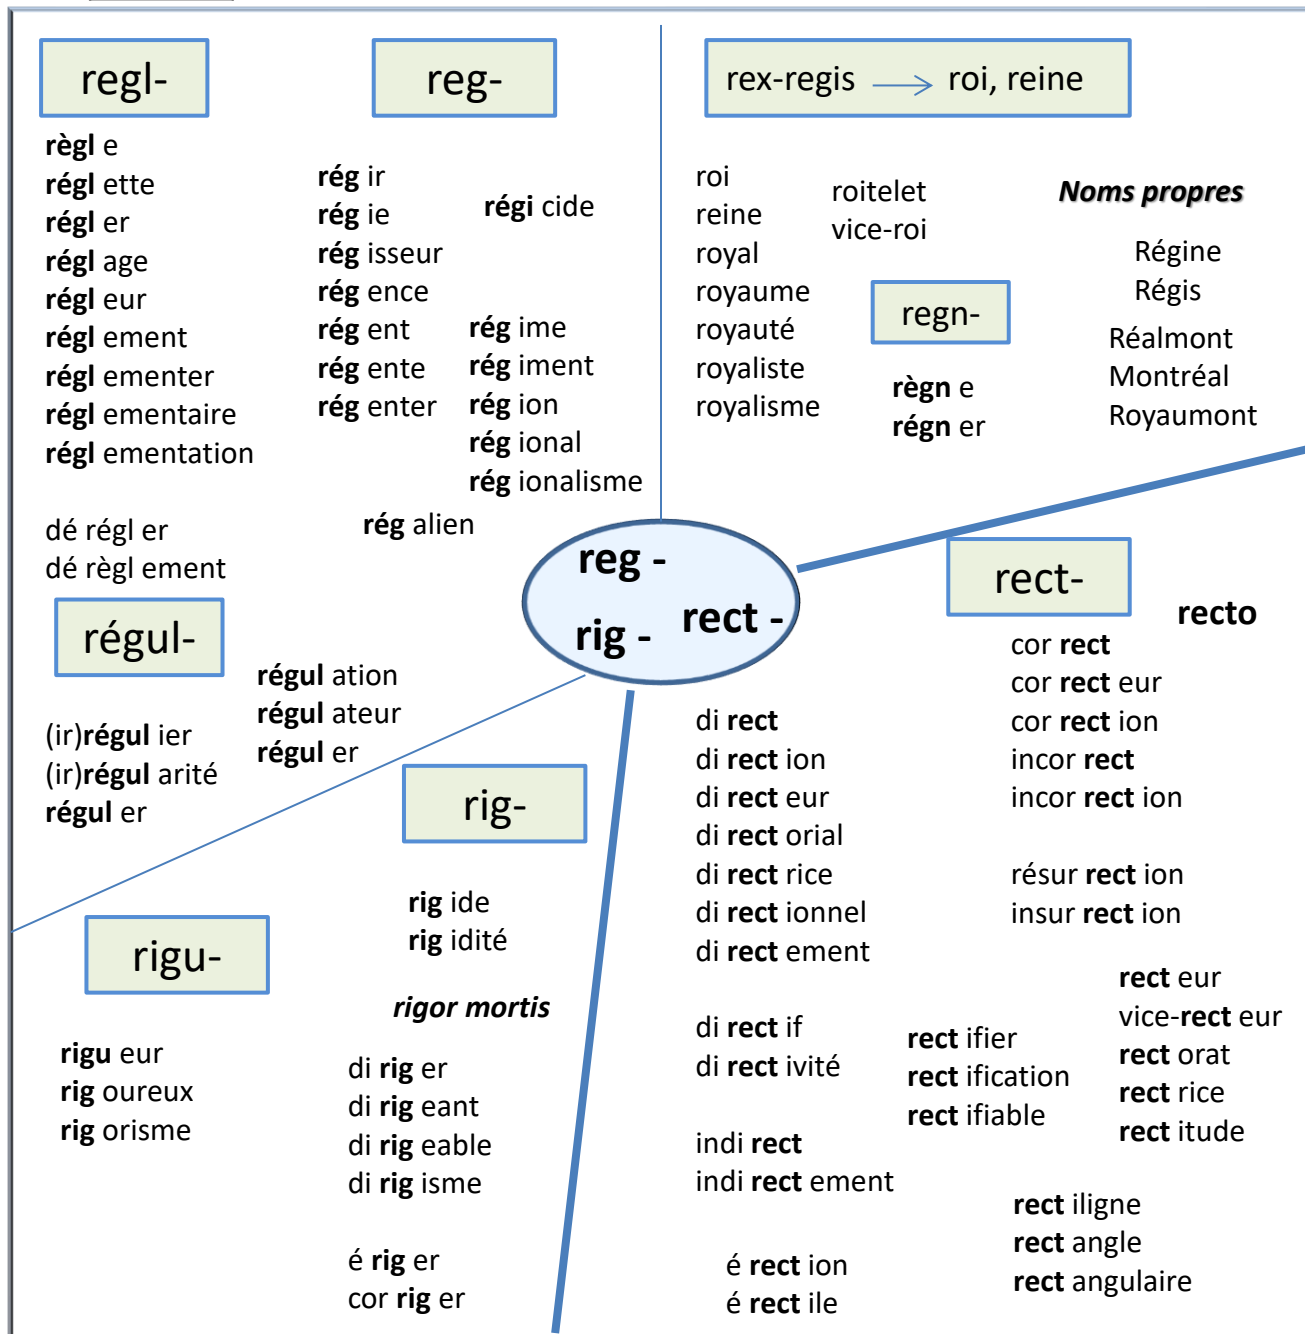 regl-
règl e
régl ette
régl er
régl age
régl eur
régl ement
régl ementer
régl ementaire
régl ementation
dé régl er
dé règl ement
reg-
rég ir
rég ie
rég isseur
rég ence
rég ent
rég ente
rég enter
régi cide
rég ime
rég iment
rég ion
rég ional
rég ionalisme
rég alien
rex-regis → roi, reine
roi
reine
royal
royaume
royauté
royaliste
royalisme
roitelet
vice-roi
regn-
règn e
régn er
Noms propres
Régine
Régis
Réalmont
Montréal
Royaumont
reg -
rig -
rect -
régul-
(ir)régul ier
(ir)régul arité
régul er
régul ation
régul ateur
régul er
rigu-
rigu eur
rig oureux
rig orisme
rig-
rig ide
rig idité
rigor mortis
di rig er
di rig eant
di rig eable
di rig isme
é rig er
cor rig er
rect-
recto
di rect
di rect ion
di rect eur
di rect orial
di rect rice
di rect ionnel
di rect ement
di rect if
di rect ivité
indi rect
indi rect ement
é rect ion
é rect ile
cor rect
cor rect eur
cor rect ion
incor rect
incor rect ion
résur rect ion
insur rect ion
rect ifier
rect ification
rect ifiable
rect eur
vice-rect eur
rect orat
rect rice
rect itude
rect iligne
rect angle
rect angulaire